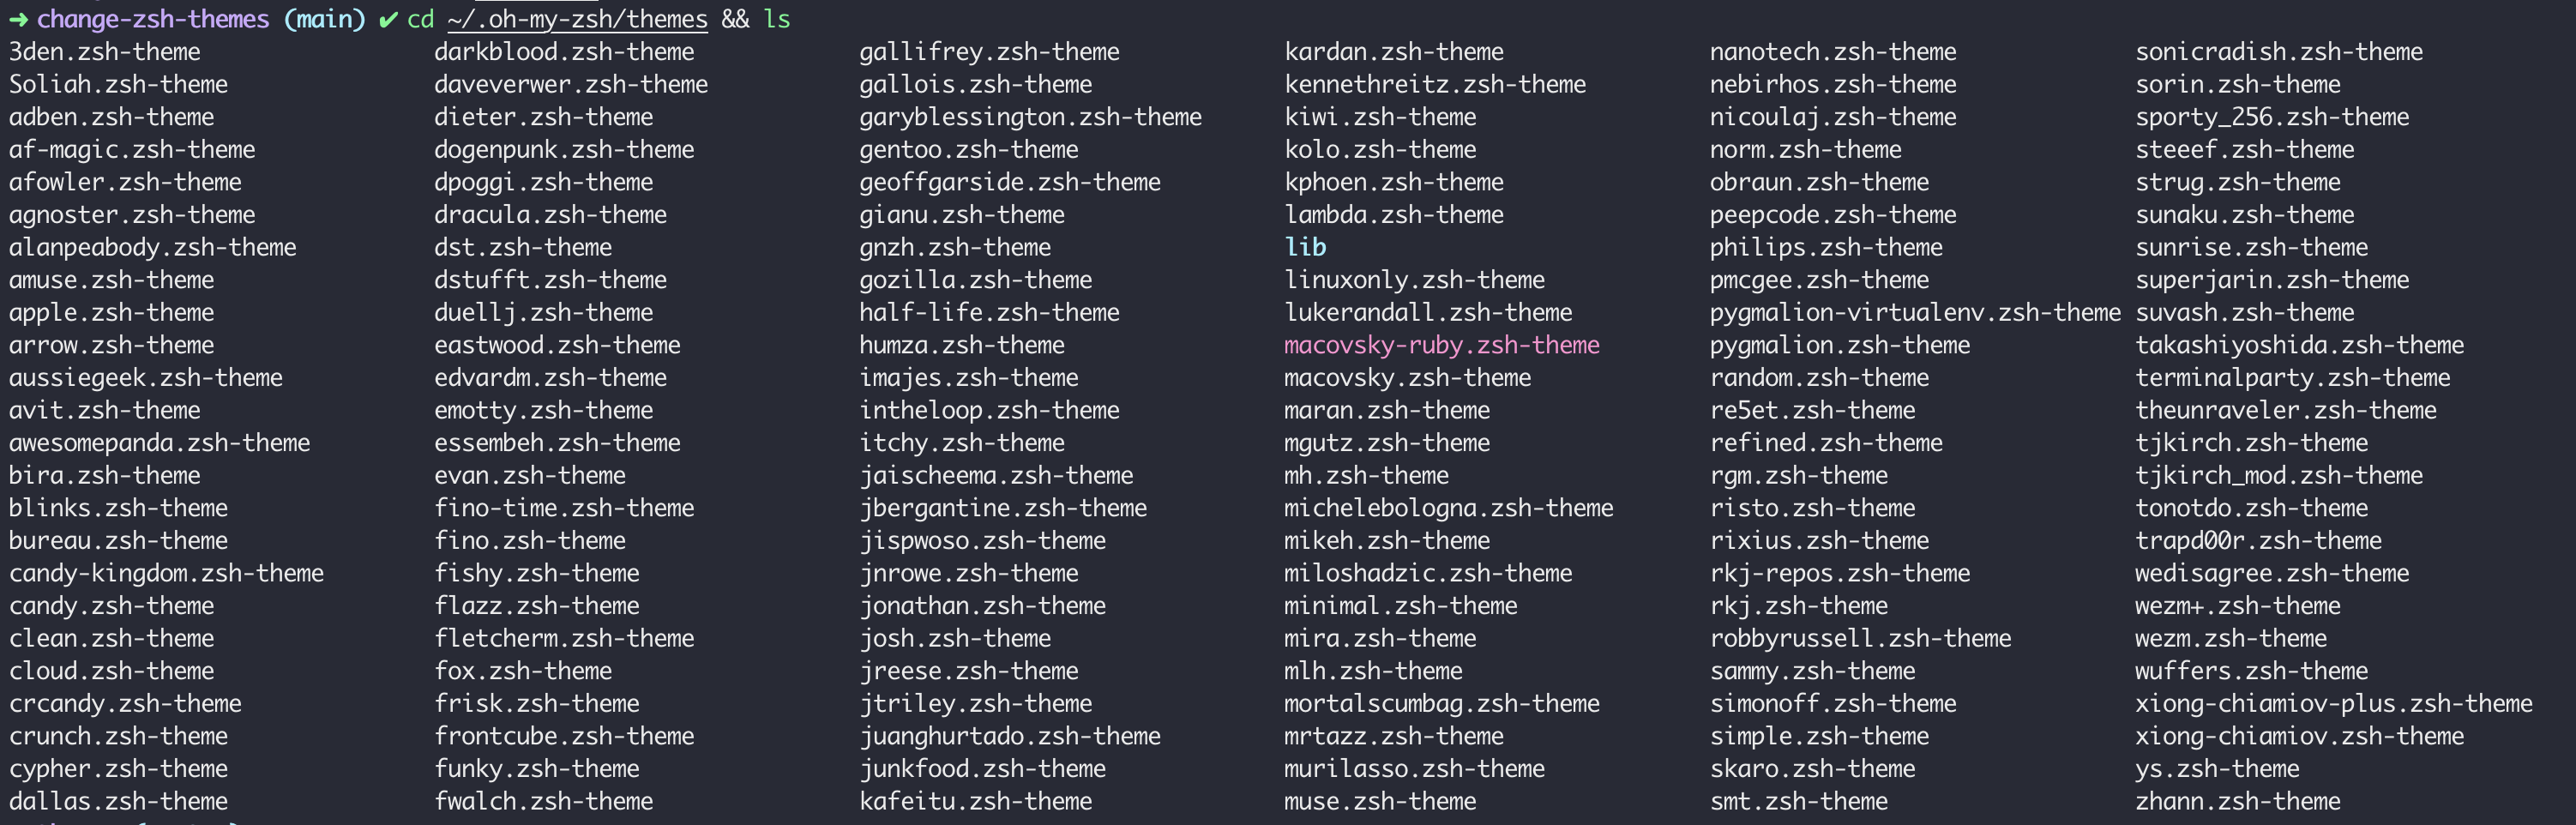 ➜ change-zsh-themes (main) ✔ cd ~/.oh-my-zsh/themes && ls
3den.zsh-theme darkblood.zsh-theme gallifrey.zsh-theme kardan.zsh-theme nanotech.zsh-theme sonicradish.zsh-theme
Soliah.zsh-theme daveverwer.zsh-theme gallois.zsh-theme kennethreitz.zsh-theme nebirhos.zsh-theme sorin.zsh-theme
adben.zsh-theme dieter.zsh-theme garyblessington.zsh-theme kiwi.zsh-theme nicoulaj.zsh-theme sporty_256.zsh-theme
af-magic.zsh-theme dogenpunk.zsh-theme gentoo.zsh-theme kolo.zsh-theme norm.zsh-theme steeef.zsh-theme
afowler.zsh-theme dpoggi.zsh-theme geoffgarside.zsh-theme kphoen.zsh-theme obraun.zsh-theme strug.zsh-theme
agnoster.zsh-theme dracula.zsh-theme gianu.zsh-theme lambda.zsh-theme peepcode.zsh-theme sunaku.zsh-theme
alanpeabody.zsh-theme dst.zsh-theme gnzh.zsh-theme lib philips.zsh-theme sunrise.zsh-theme
amuse.zsh-theme dstufft.zsh-theme gozilla.zsh-theme linuxonly.zsh-theme pmcgee.zsh-theme superjarin.zsh-theme
apple.zsh-theme duellj.zsh-theme half-life.zsh-theme lukerandall.zsh-theme pygmalion-virtualenv.zsh-theme suvash.zsh-theme
arrow.zsh-theme eastwood.zsh-theme humza.zsh-theme macovsky-ruby.zsh-theme pygmalion.zsh-theme takashiyoshida.zsh-theme
aussiegeek.zsh-theme edvardm.zsh-theme imajes.zsh-theme macovsky.zsh-theme random.zsh-theme terminalparty.zsh-theme
avit.zsh-theme emotty.zsh-theme intheloop.zsh-theme maran.zsh-theme re5et.zsh-theme theunraveler.zsh-theme
awesomepanda.zsh-theme essembeh.zsh-theme itchy.zsh-theme mgutz.zsh-theme refined.zsh-theme tjkirch.zsh-theme
bira.zsh-theme evan.zsh-theme jaischeema.zsh-theme mh.zsh-theme rgm.zsh-theme tjkirch_mod.zsh-theme
blinks.zsh-theme fino-time.zsh-theme jbergantine.zsh-theme michelebologna.zsh-theme risto.zsh-theme tonotdo.zsh-theme
bureau.zsh-theme fino.zsh-theme jispwoso.zsh-theme mikeh.zsh-theme rixius.zsh-theme trapd00r.zsh-theme
candy-kingdom.zsh-theme fishy.zsh-theme jnrowe.zsh-theme miloshadzic.zsh-theme rkj-repos.zsh-theme wedisagree.zsh-theme
candy.zsh-theme flazz.zsh-theme jonathan.zsh-theme minimal.zsh-theme rkj.zsh-theme wezm+.zsh-theme
clean.zsh-theme fletcherm.zsh-theme josh.zsh-theme mira.zsh-theme robbyrussell.zsh-theme wezm.zsh-theme
cloud.zsh-theme fox.zsh-theme jreese.zsh-theme mlh.zsh-theme sammy.zsh-theme wuffers.zsh-theme
crcandy.zsh-theme frisk.zsh-theme jtriley.zsh-theme mortalscumbag.zsh-theme simonoff.zsh-theme xiong-chiamiov-plus.zsh-theme
crunch.zsh-theme frontcube.zsh-theme juanghurtado.zsh-theme mrtazz.zsh-theme simple.zsh-theme xiong-chiamiov.zsh-theme
cypher.zsh-theme funky.zsh-theme junkfood.zsh-theme murilasso.zsh-theme skaro.zsh-theme ys.zsh-theme
dallas.zsh-theme fwalch.zsh-theme kafeitu.zsh-theme muse.zsh-theme smt.zsh-theme zhann.zsh-theme